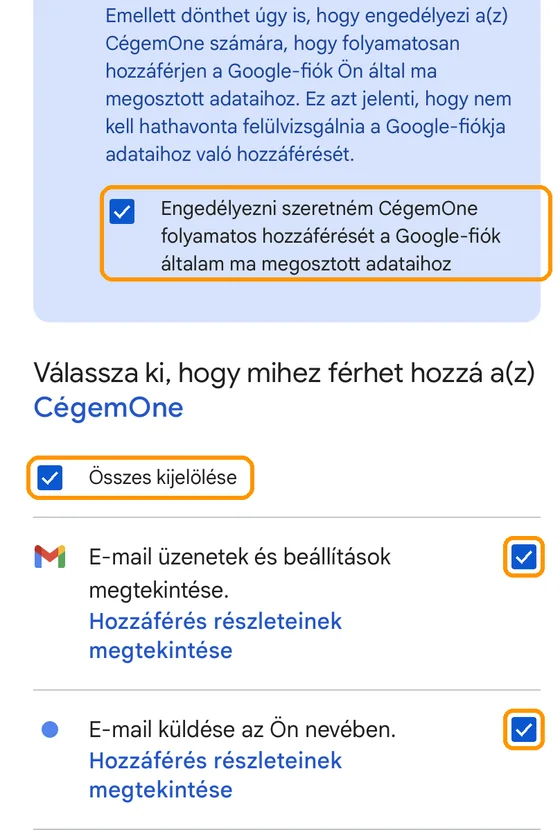 Emellett dönthet úgy is, hogy engedélyezi a(z)
CégemOne számára, hogy folyamatosan
hozzáférjen a Google-fiók Ön által ma
megosztott adataihoz. Ez azt jelenti, hogy nem
kell hathavonta felülvizsgálnia a Google-fiókja
adataihoz való hozzáférését.
Engedélyezni szeretném CégemOne
folyamatos hozzáférését a Google-fiók
általam ma megosztott adataihoz
Válassza ki, hogy mihez férhet hozzá a(z)
CégemOne
Összes kijelölése
E-mail üzenetek és beállítások
megtekintése.
Hozzáférés részleteinek
megtekintése
E-mail küldése az Ön nevében.
Hozzáférés részleteinek
megtekintése